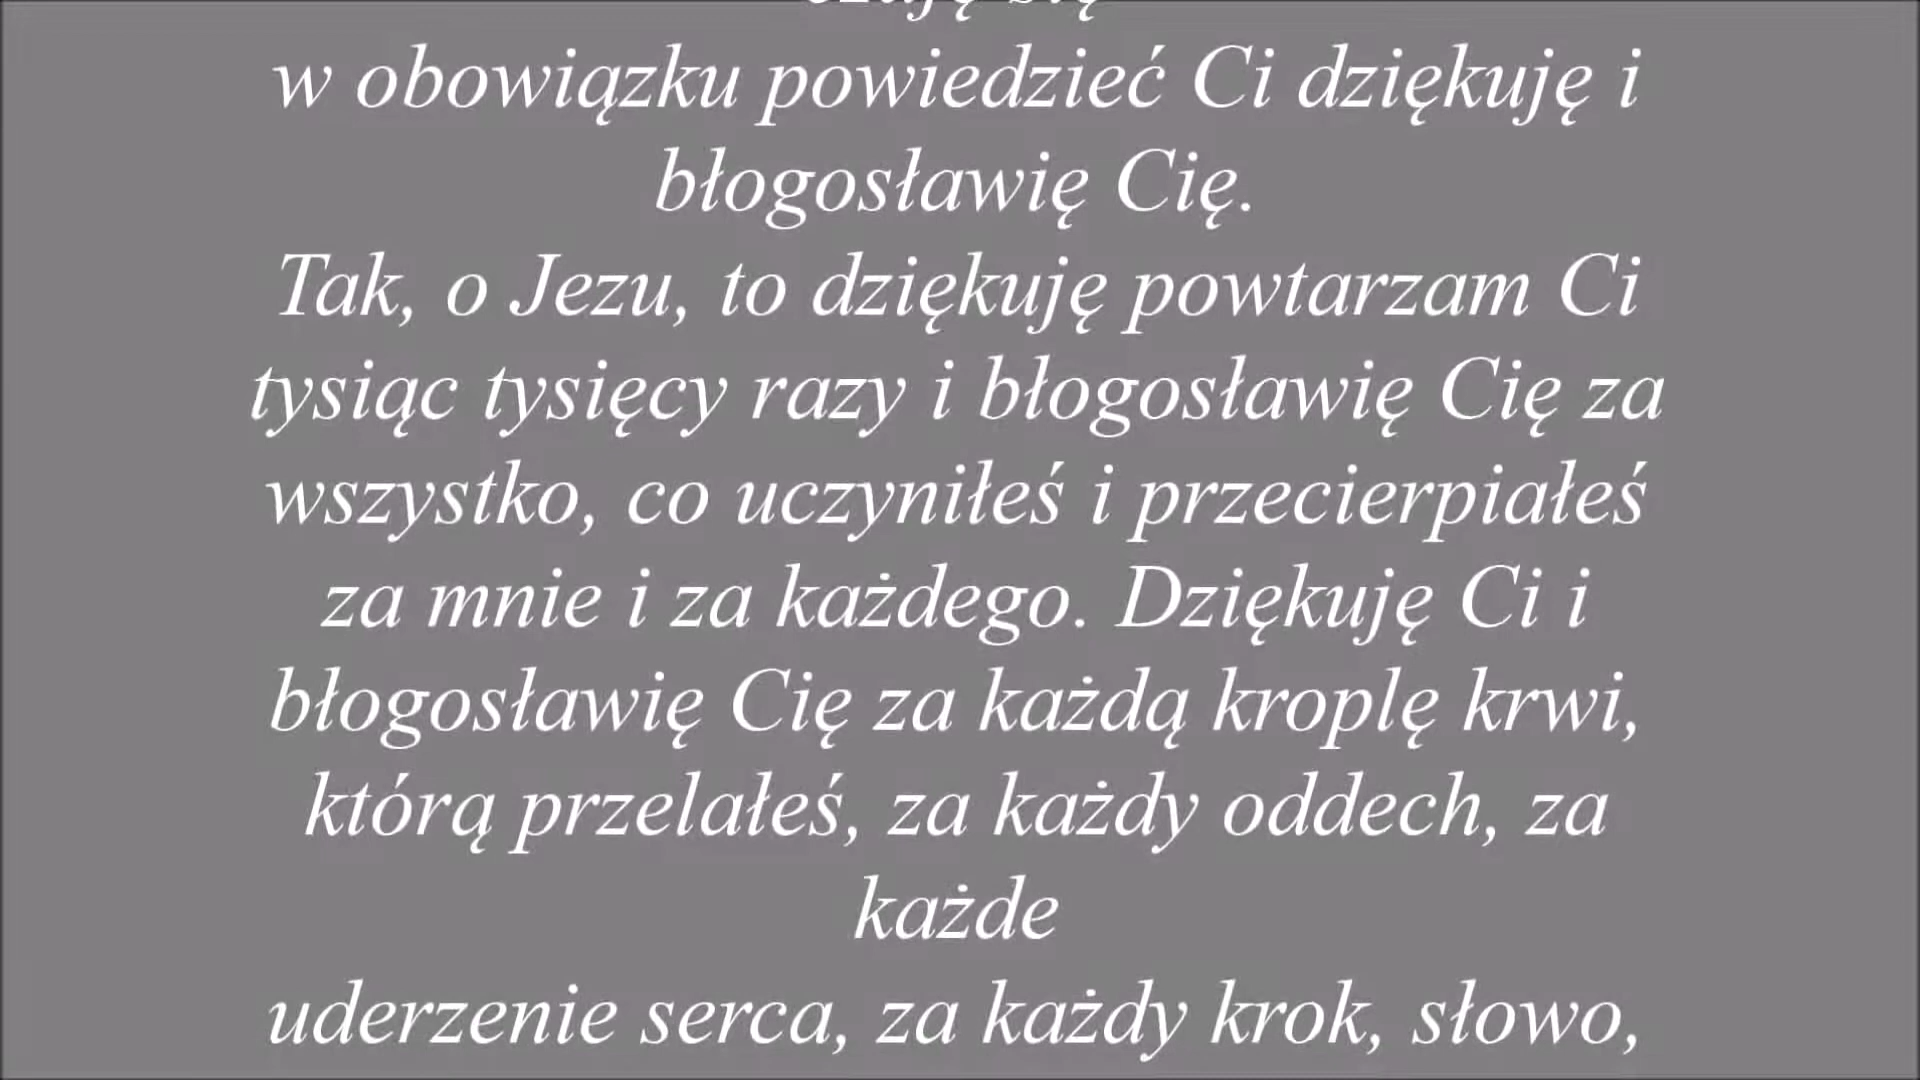 w obowiązku powiedzieć Ci dziękuję i
błogosławię Cię.
Tak, o Jezu, to dziękuję powtarzam Ci
tysiąc tysięcy razy i błogosławię Cię za
wszystko, co uczyniłeś i przecierpiałeś
za mnie i za każdego. Dziękuję Ci i
błogosławię Cię za każdą kroplę krwi,
którą przelałeś, za każdy oddech, za
każde
uderzenie serca, za każdy krok, słowo,